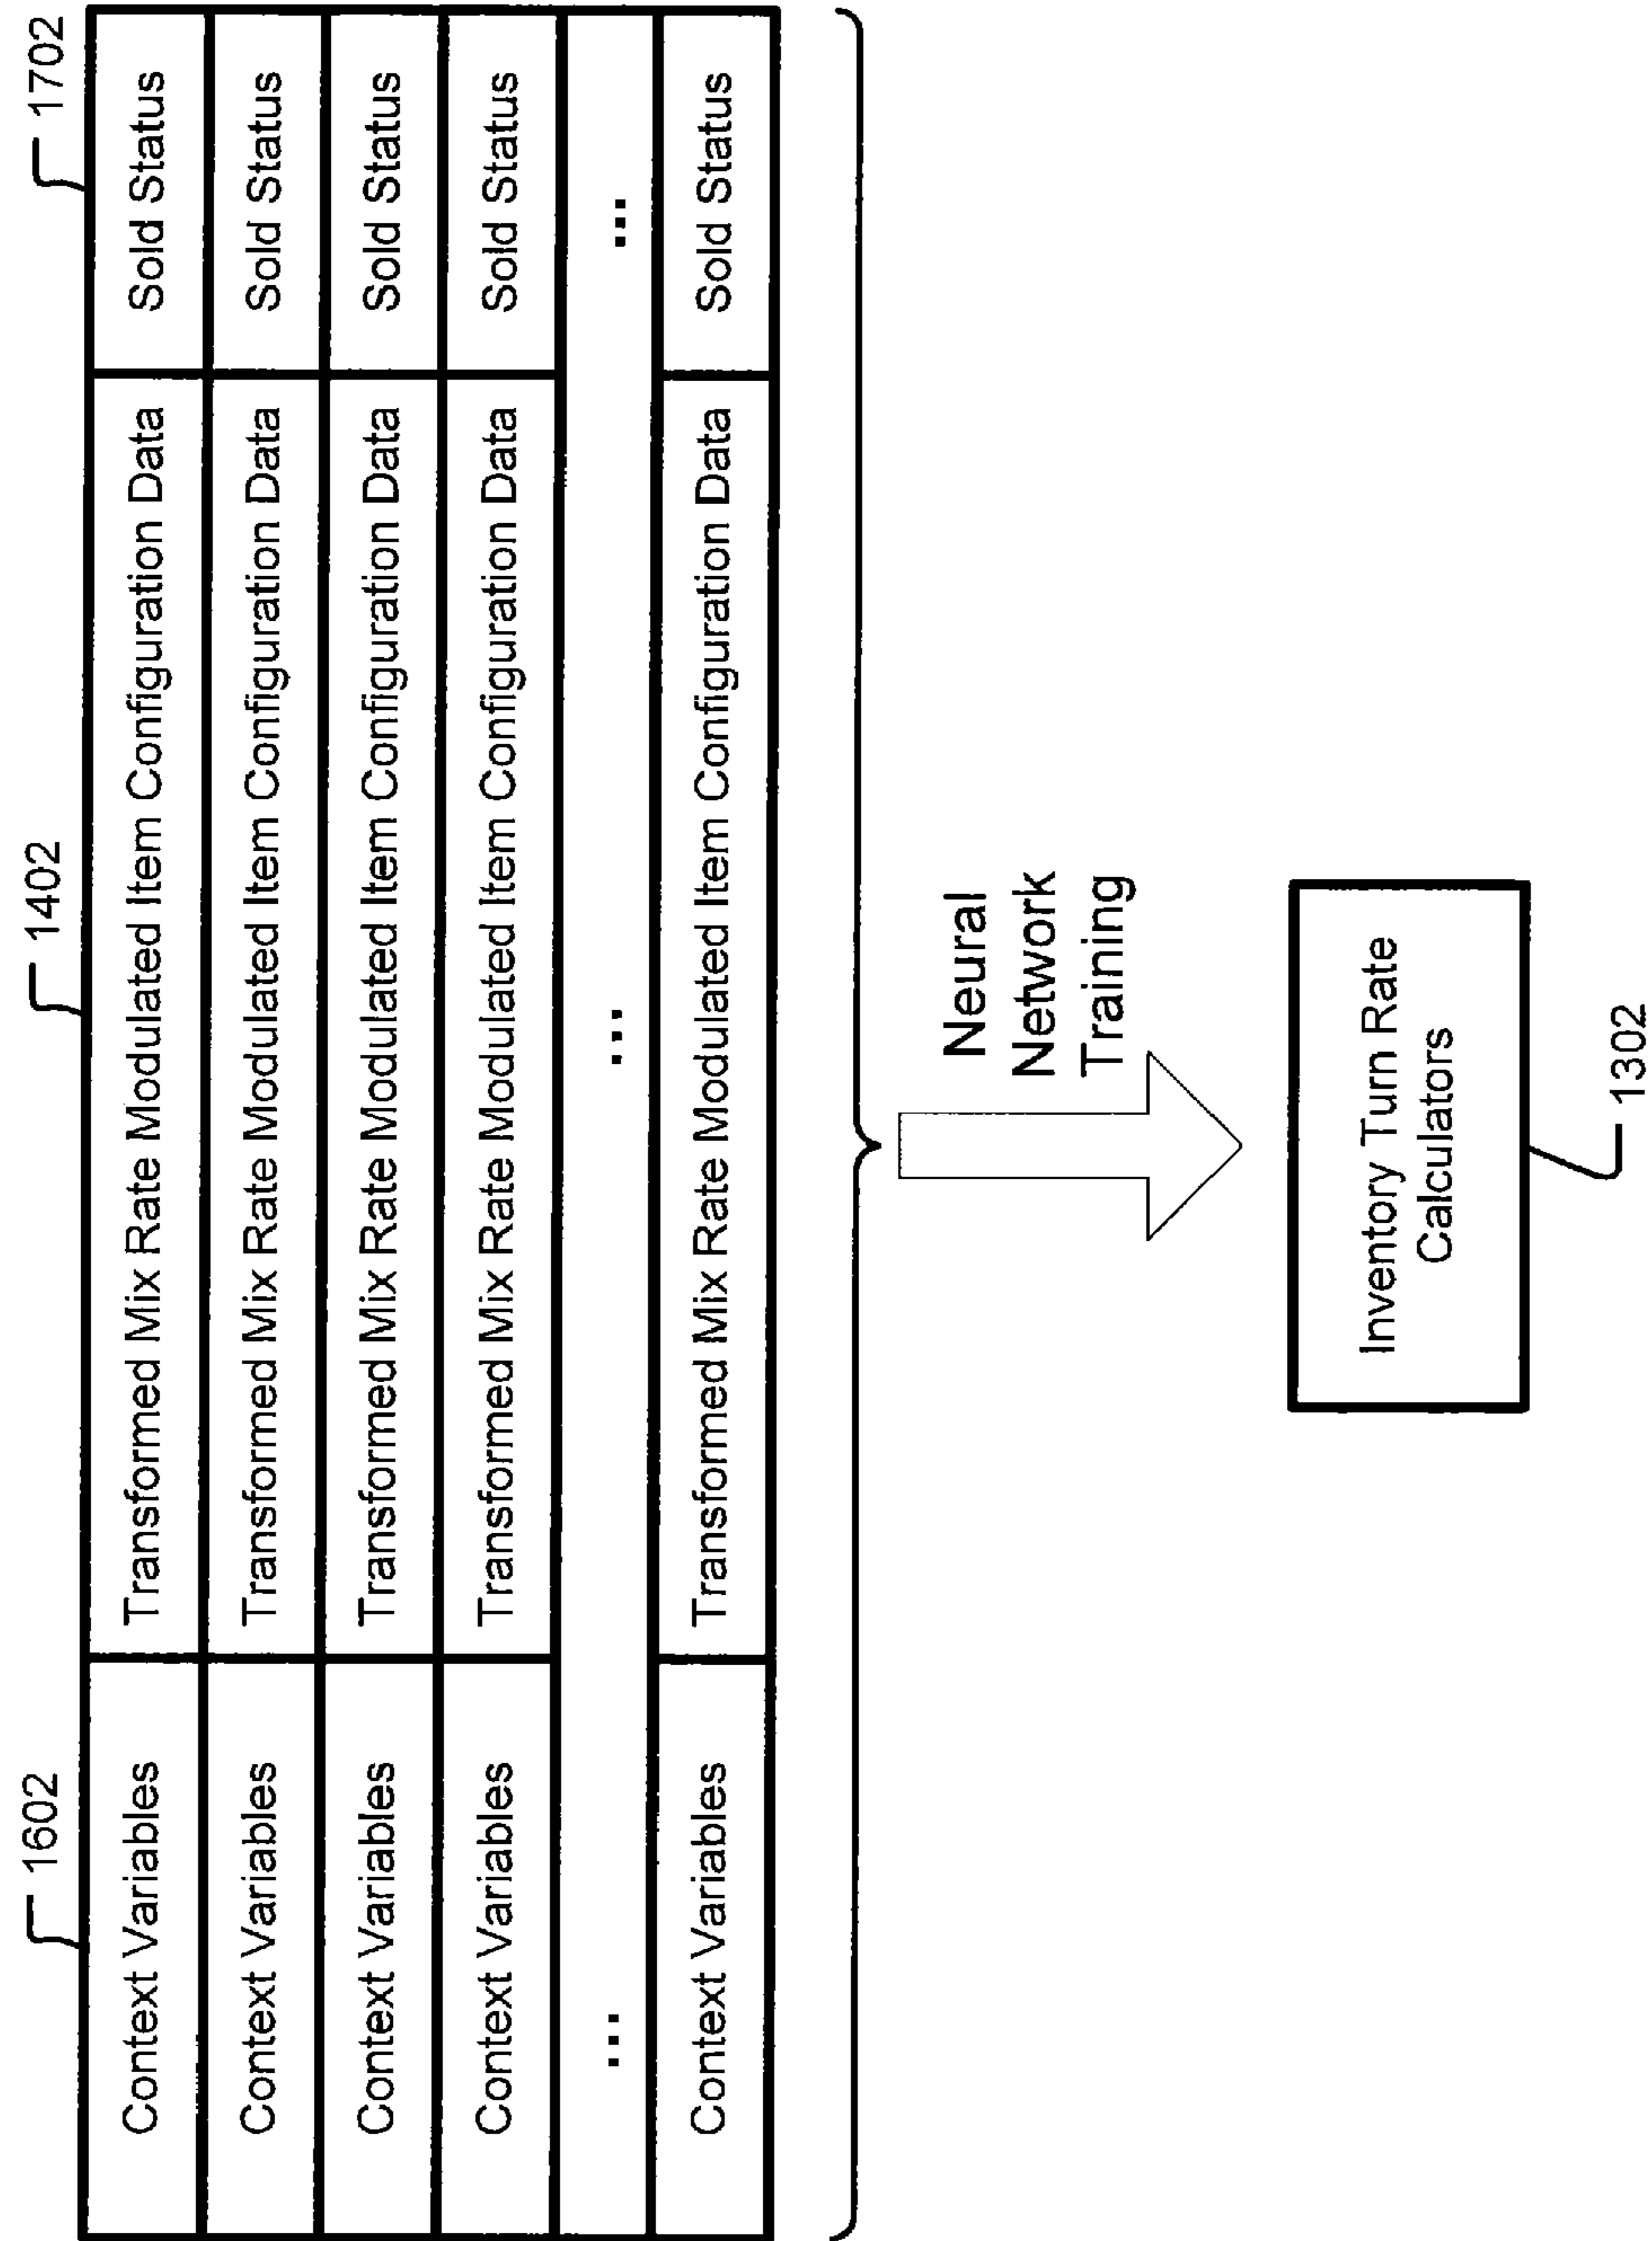 1602
1402
1702
Context Variables Transformed Mix Rate Modulated Item Configuration Data Sold Status
Context Variables Transformed Mix Rate Modulated Item Configuration Data Sold Status
Context Variables Transformed Mix Rate Modulated Item Configuration Data Sold Status
Context Variables Transformed Mix Rate Modulated Item Configuration Data Sold Status
... ... ...
Context Variables Transformed Mix Rate Modulated Item Configuration Data Sold Status
Neural
Network
Training
Inventory Turn Rate
Calculators
1302